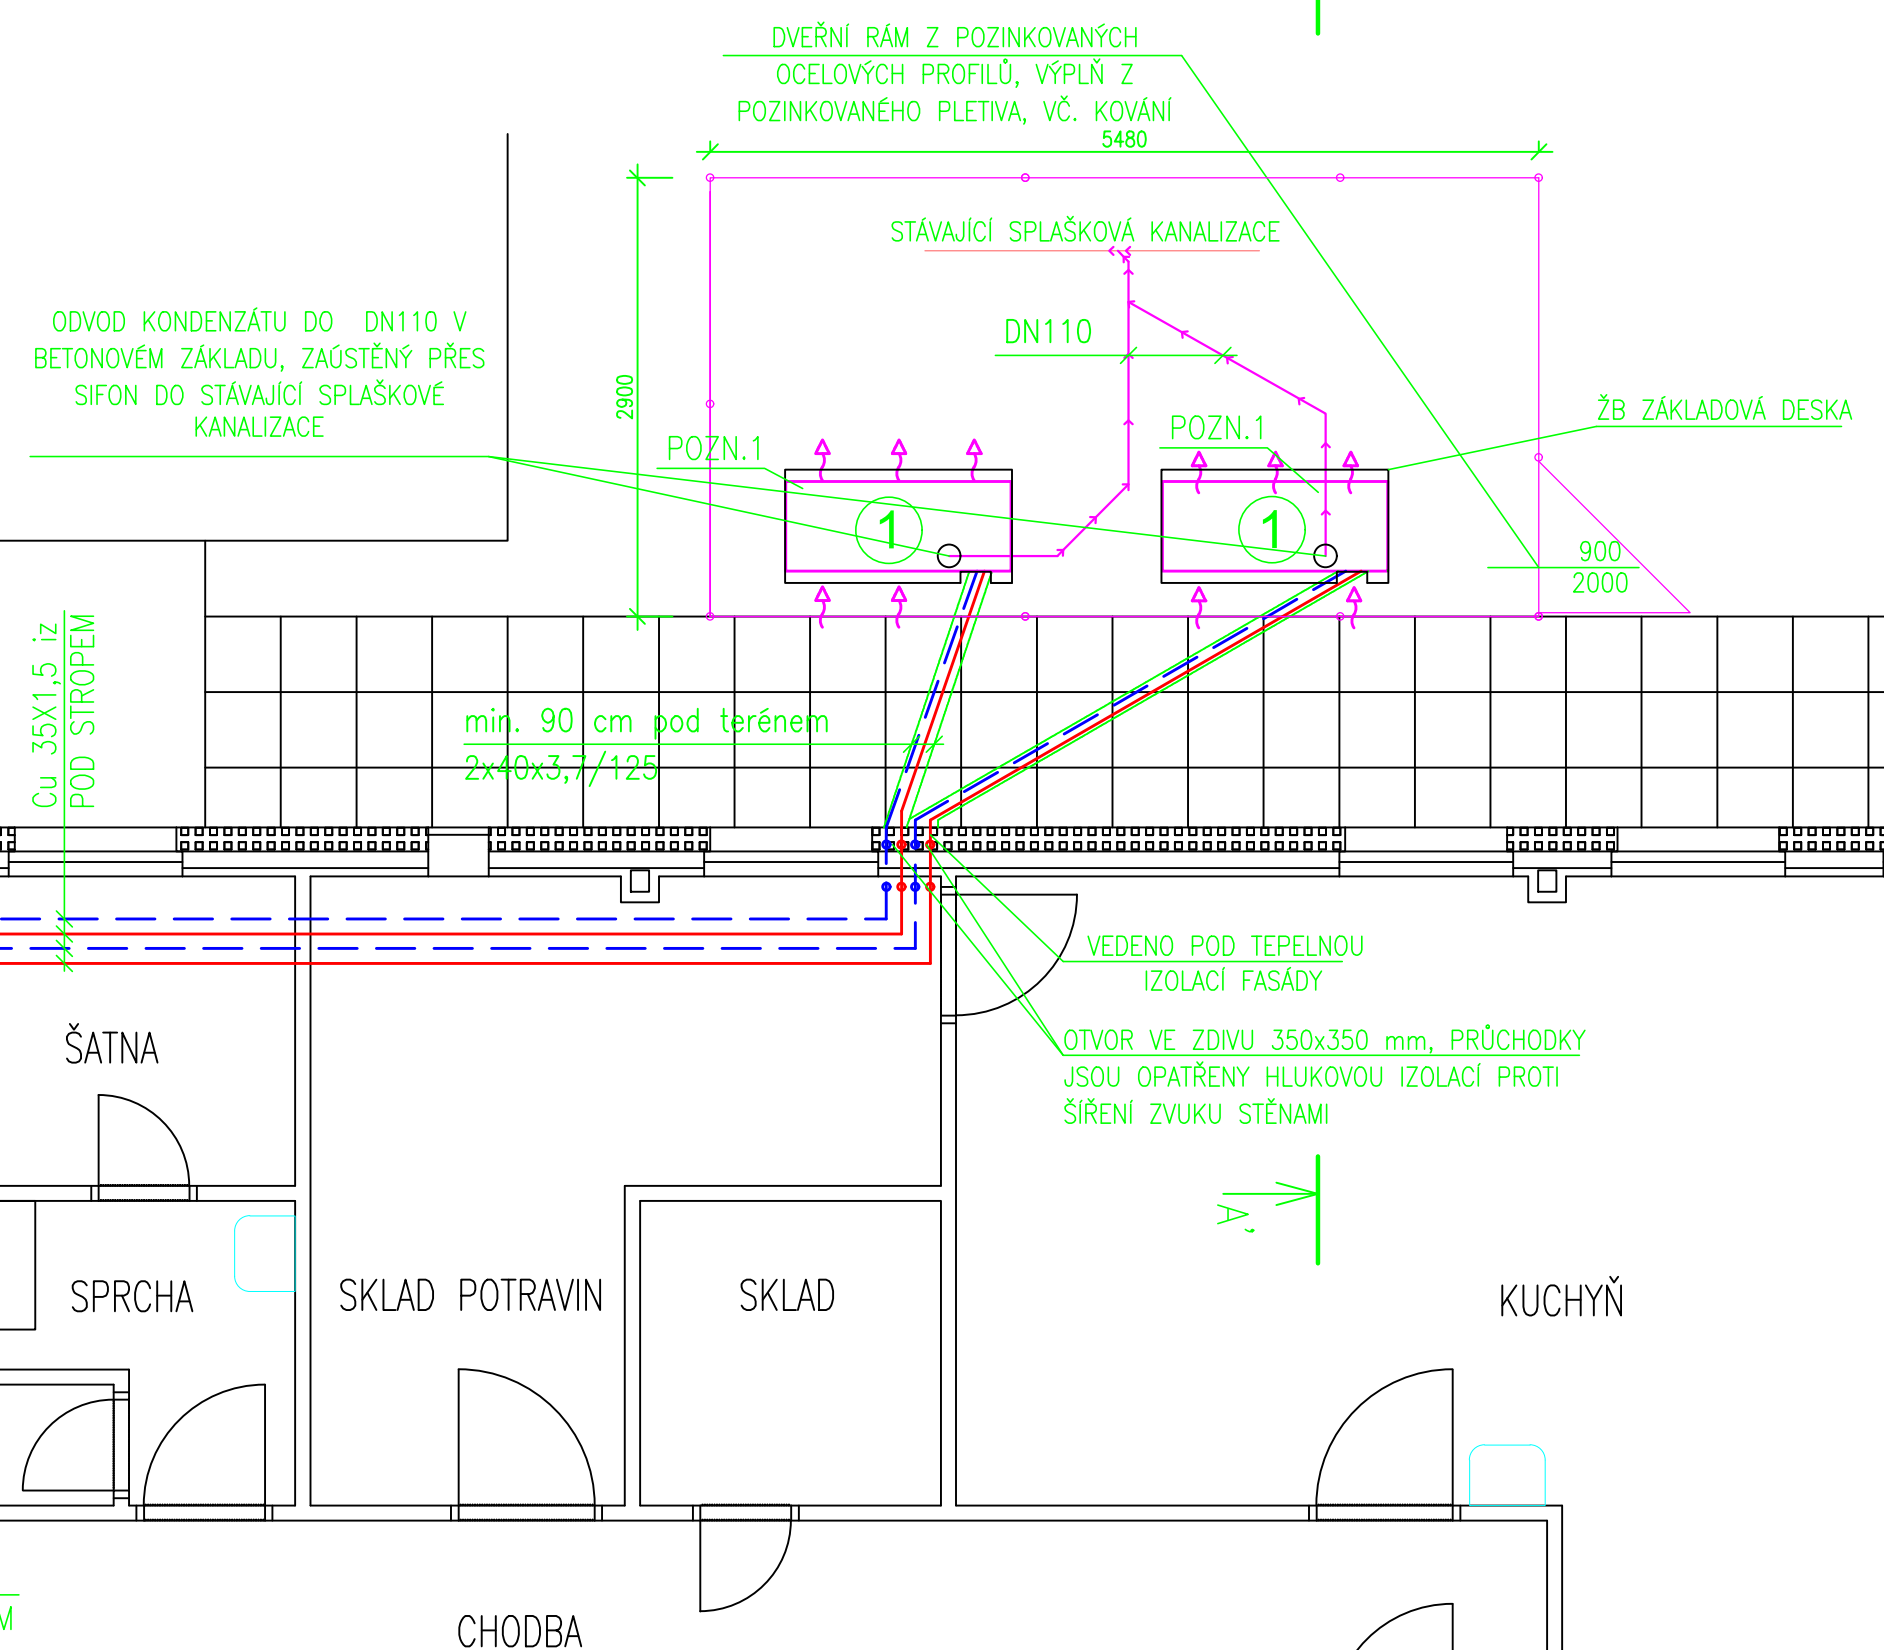 DVEŘNÍ RÁM Z POZINKOVANÝCH
OCELOVÝCH PROFILŮ, VÝPLŇ Z
POZINKOVANÉHO PLETIVA, VČ. KOVÁNÍ
5480
STÁVAJÍCÍ SPLAŠKOVÁ KANALIZACE
ODVOD KONDENZÁTU DO DN110 V
BETONOVÉM ZÁKLADU, ZAÚSTĚNÝ PŘES
SIFON DO STÁVAJÍCÍ SPLAŠKOVÉ
KANALIZACE
DN110
2900
ŽB ZÁKLADOVÁ DESKA
POZN.1
POZN.1
1
1
900
2000
Cu 35X1,5 iz
POD STROPEM
min. 90 cm pod terénem
2x40x3,7/125
VEDENO POD TEPELNOU
IZOLACÍ FASÁDY
OTVOR VE ZDIVU 350x350 mm, PRŮCHODKY
JSOU OPATŘENY HLUKOVOU IZOLACÍ PROTI
ŠÍŘENÍ ZVUKU STĚNAMI
ŠATNA
A'
SPRCHA
SKLAD POTRAVIN
SKLAD
KUCHYŇ
CHODBA